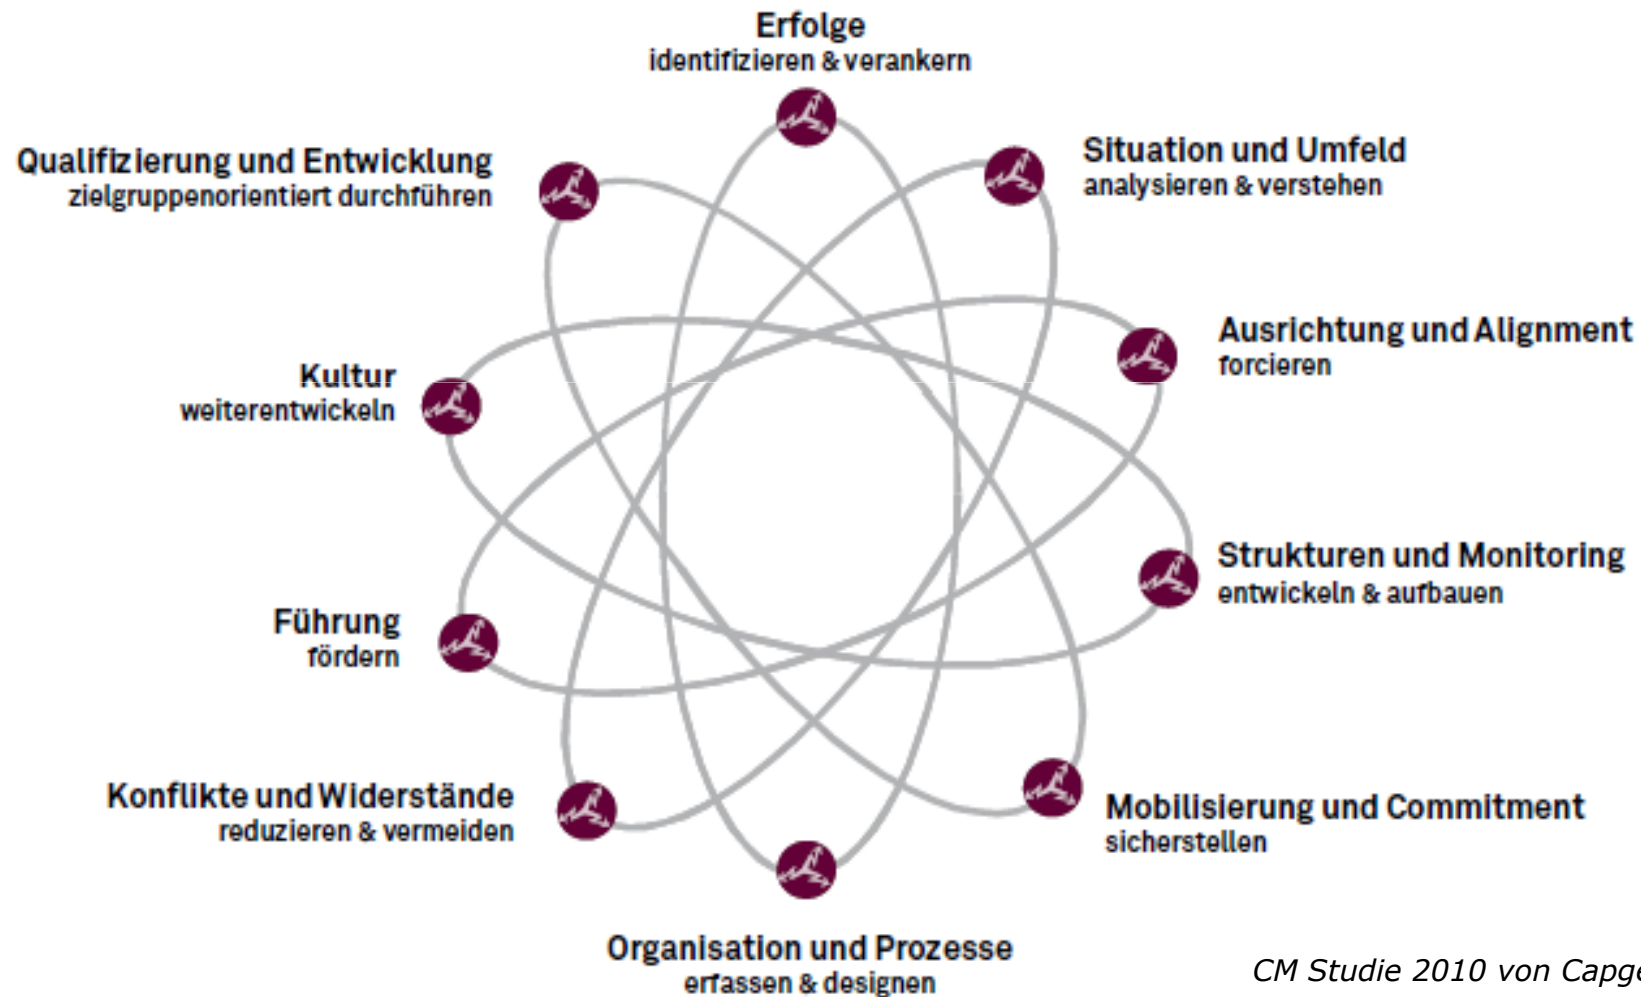 Erfolge
identifizieren & verankern
Situation und Umfeld
analysieren & verstehen
Ausrichtung und Alignment
forcieren
Strukturen und Monitoring
entwickeln & aufbauen
Mobilisierung und Commitment
sicherstellen
Organisation und Prozesse
erfassen & designen
Konflikte und Widerstände
reduzieren & vermeiden
Führung
fördern
Kultur
weiterentwickeln
Qualifizierung und Entwicklung
zielgruppenorientiert durchführen
CM Studie 2010 von